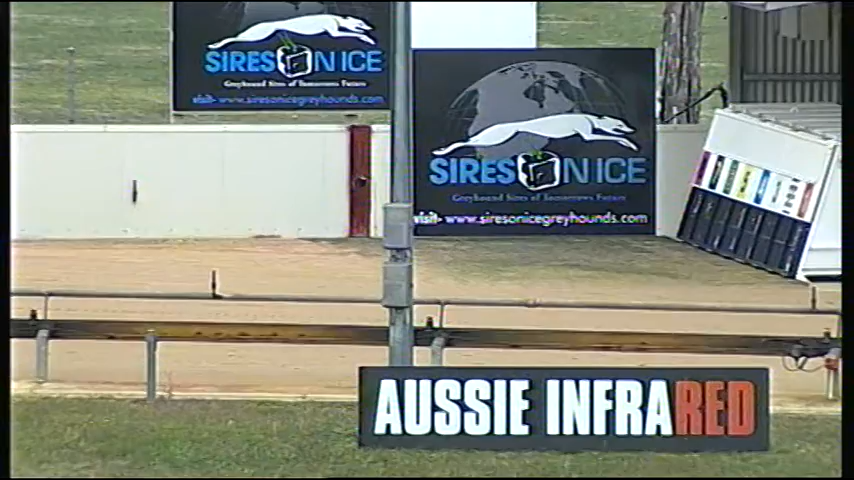 SIRES ON ICE
Greyhound Sires of Tomorrows Future
visit- www.siresonicegreyhounds.com
SIRES ON ICE
Greyhound Sires of Tomorrows Future
visit- www.siresonicegreyhounds.com
AUSSIE INFRARED